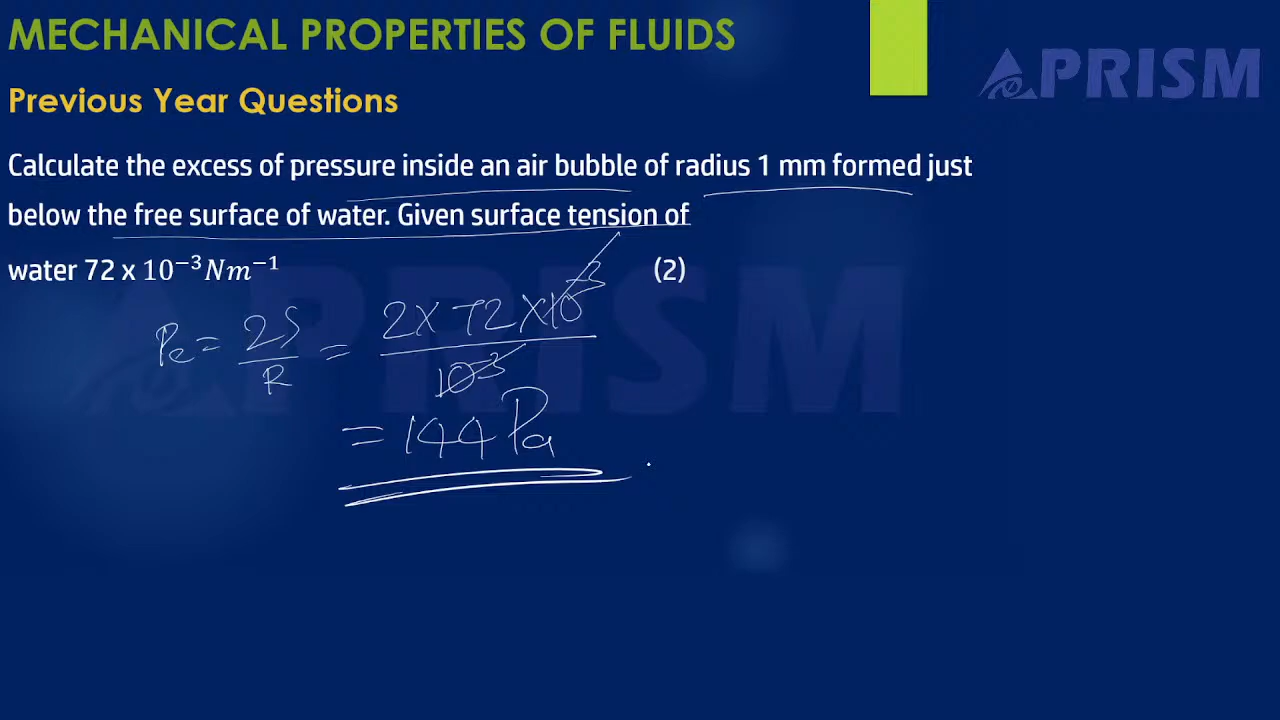 MECHANICAL PROPERTIES OF FLUIDS
PRISM
Previous Year Questions
Calculate the excess of pressure inside an air bubble of radius 1 mm formed just
below the free surface of water. Given surface tension of
water 72 x 10⁻³Nm⁻¹ (2)
Pe = 2S/R = 2 X 72 X 10⁻³/10⁻³
= 144 Pa
PRISM